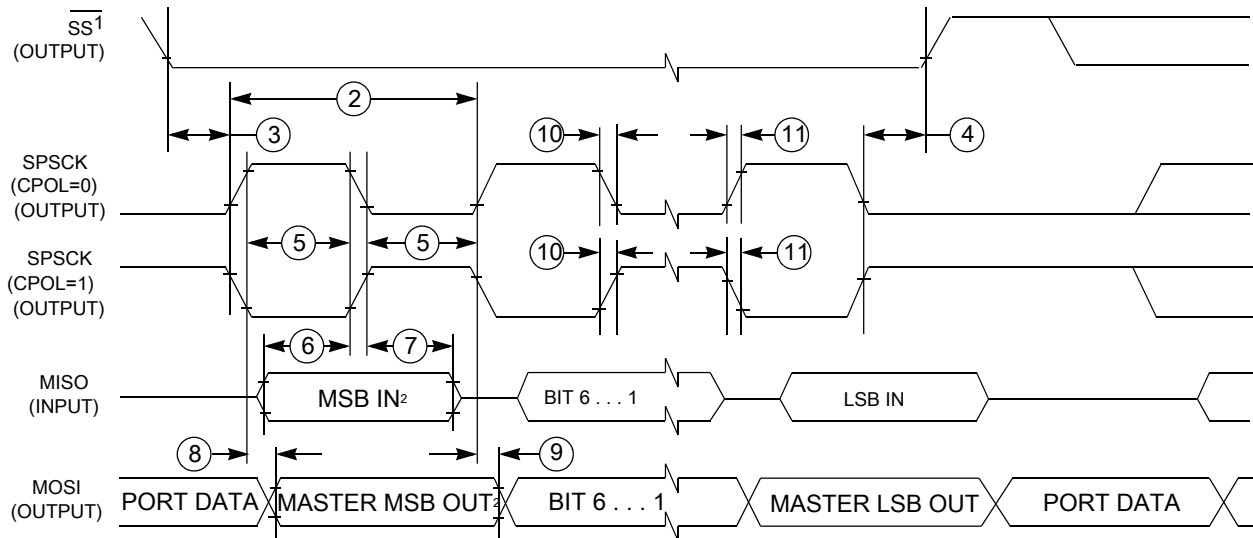 SS1
(OUTPUT)
2
3
10
11
4
SPSCK
(CPOL=0)
(OUTPUT)
5
5
SPSCK
(CPOL=1)
(OUTPUT)
10
11
6
7
MISO
(INPUT)
MSB IN2
BIT 6 . . . 1
LSB IN
8
9
MOSI
(OUTPUT)
PORT DATA
MASTER MSB OUT2
BIT 6 . . . 1
MASTER LSB OUT
PORT DATA